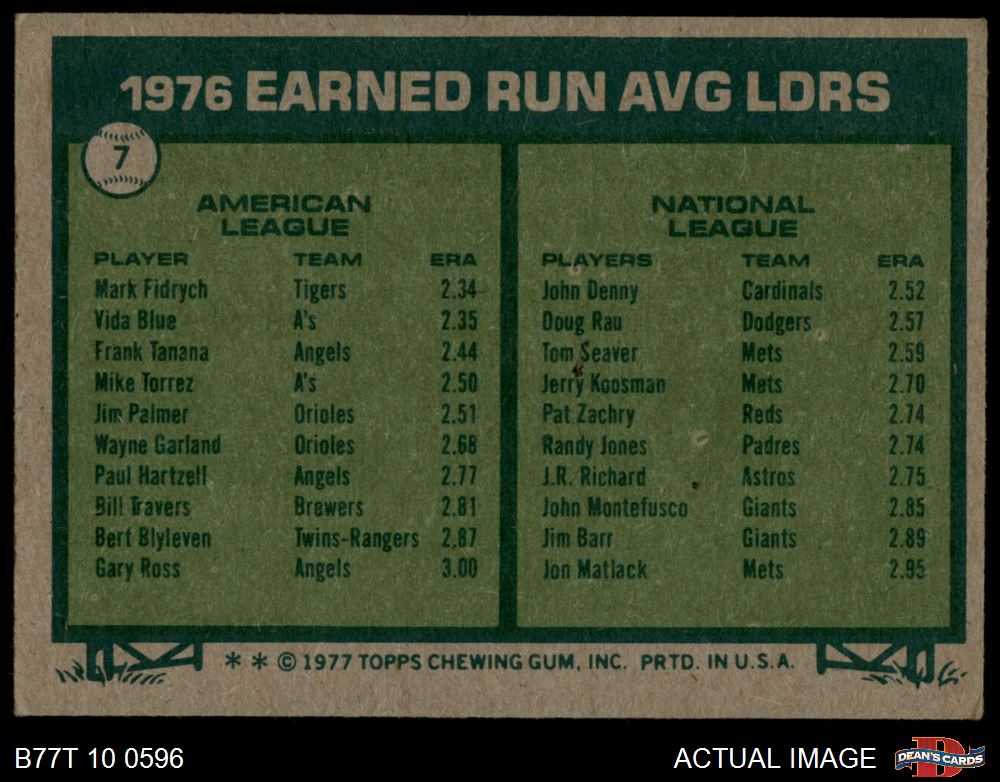 1976 EARNED RUN AVG LDRS
7
AMERICAN
LEAGUE
PLAYER TEAM ERA
Mark Fidrych Tigers 2.34
Vida Blue A's 2.35
Frank Tanana Angels 2.44
Mike Torrez A's 2.50
Jim Palmer Orioles 2.51
Wayne Garland Orioles 2.68
Paul Hartzell Angels 2.77
Bill Travers Brewers 2.81
Bert Blyleven Twins-Rangers 2.87
Gary Ross Angels 3.00
NATIONAL
LEAGUE
PLAYERS TEAM ERA
John Denny Cardinals 2.52
Doug Rau Dodgers 2.57
Tom Seaver Mets 2.59
Jerry Koosman Mets 2.70
Pat Zachry Reds 2.74
Randy Jones Padres 2.74
J.R. Richard Astros 2.75
John Montefusco Giants 2.85
Jim Barr Giants 2.89
Jon Matlack Mets 2.95
* * © 1977 TOPPS CHEWING GUM, INC. PRTD. IN U.S.A.
B77T 10 0596
ACTUAL IMAGE
D
DEAN'S CARDS